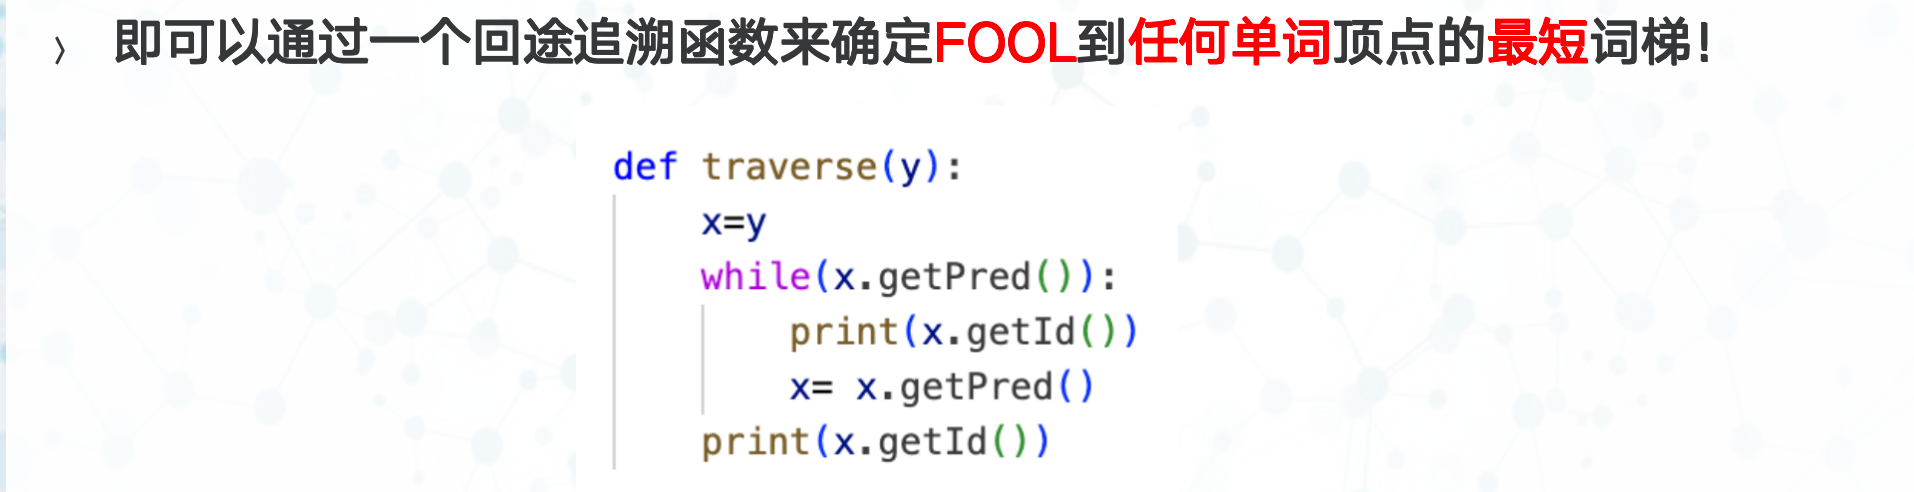 › 即可以通过一个回途追溯函数来确定FOOL到任何单词顶点的最短词梯!
def traverse(y):
    x=y
    while(x.getPred()):
        print(x.getId())
        x= x.getPred()
    print(x.getId())